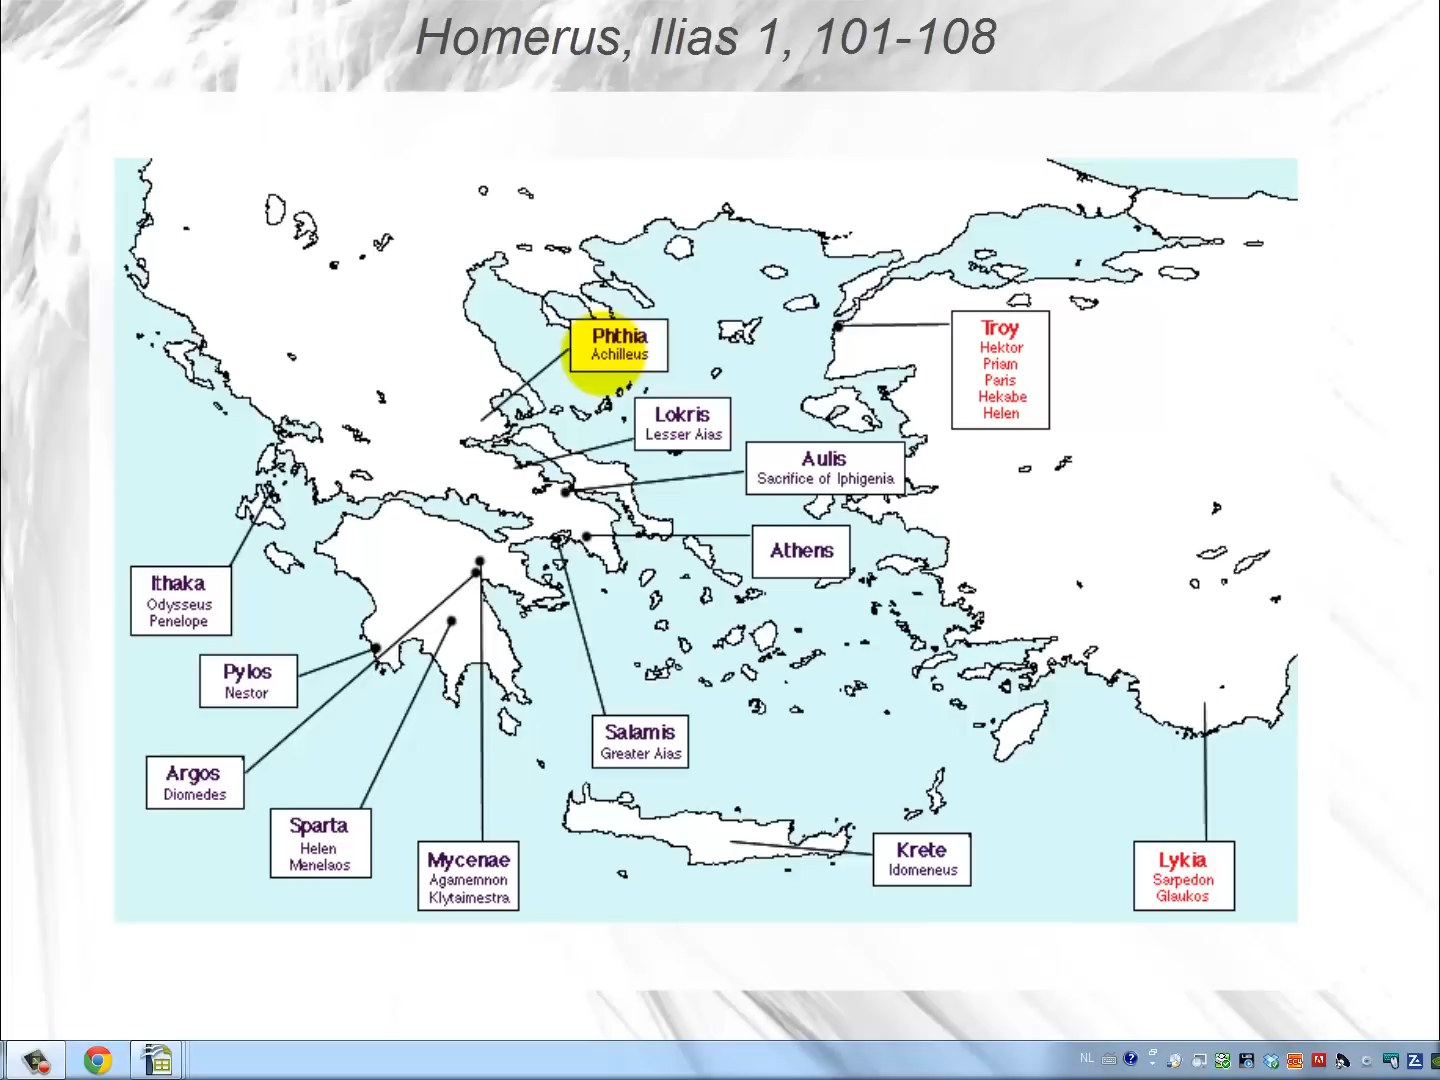 Homerus, Ilias 1, 101-108
Phthia
Achilleus
Troy
Hektor
Priam
Paris
Hekabe
Helen
Lokris
Lesser Aias
Aulis
Sacrifice of Iphigenia
Athens
Ithaka
Odysseus
Penelope
Pylos
Nestor
Salamis
Greater Aias
Argos
Diomedes
Sparta
Helen
Menelaos
Mycenae
Agamemnon
Klytaimestra
Krete
Idomeneus
Lykia
Sarpedon
Glaukos
NL